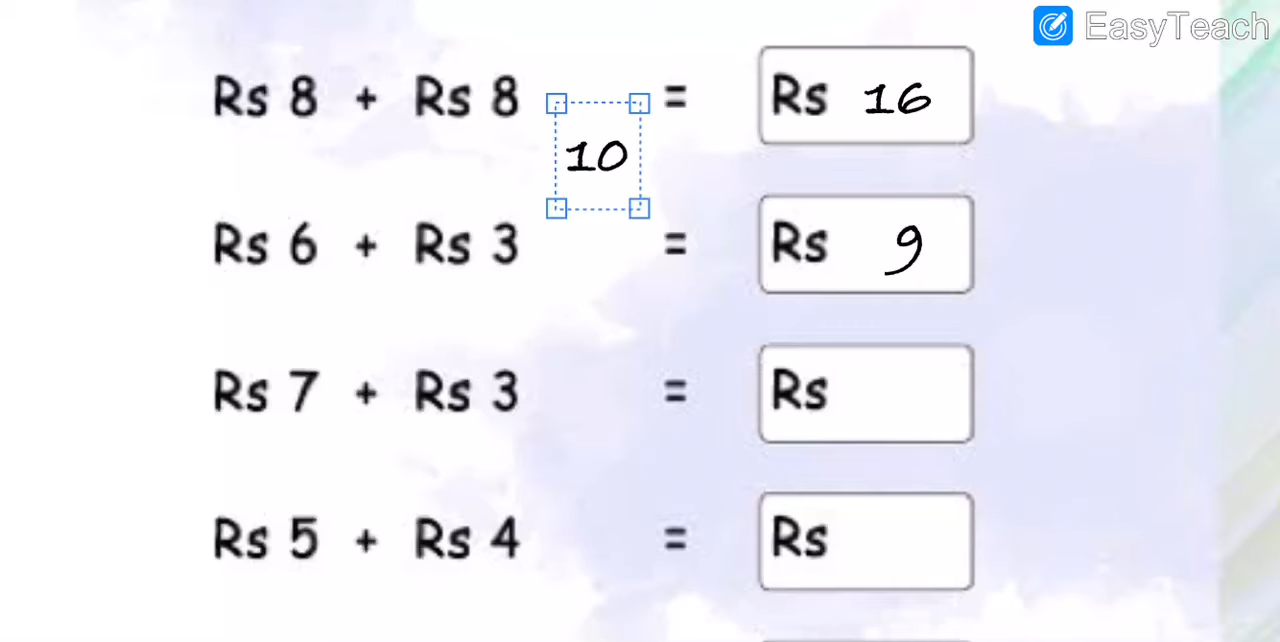 EasyTeach
Rs 8 + Rs 8 = Rs 16
10
Rs 6 + Rs 3 = Rs 9
Rs 7 + Rs 3 = Rs
Rs 5 + Rs 4 = Rs